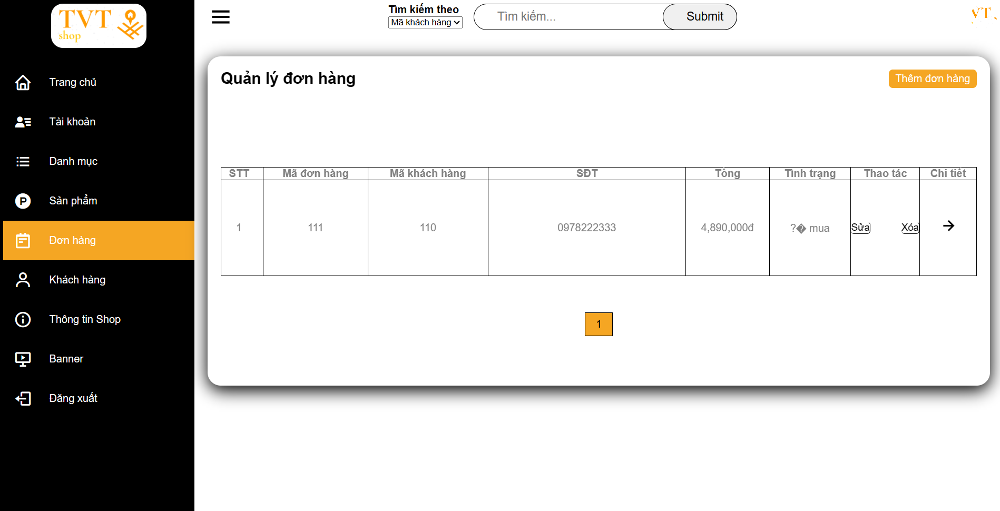 TVT
shop
Trang chủ
Tài khoản
Danh mục
Sản phẩm
Đơn hàng
Khách hàng
Thông tin Shop
Banner
Đăng xuất
Tìm kiếm theo
Mã khách hàng
Tìm kiếm...
Submit
VT
Quản lý đơn hàng
Thêm đơn hàng
STT Mã đơn hàng Mã khách hàng SĐT Tổng Tình trạng Thao tác Chi tiết
1 111 110 0978222333 4,890,000đ ?� mua Sửa Xóa
1